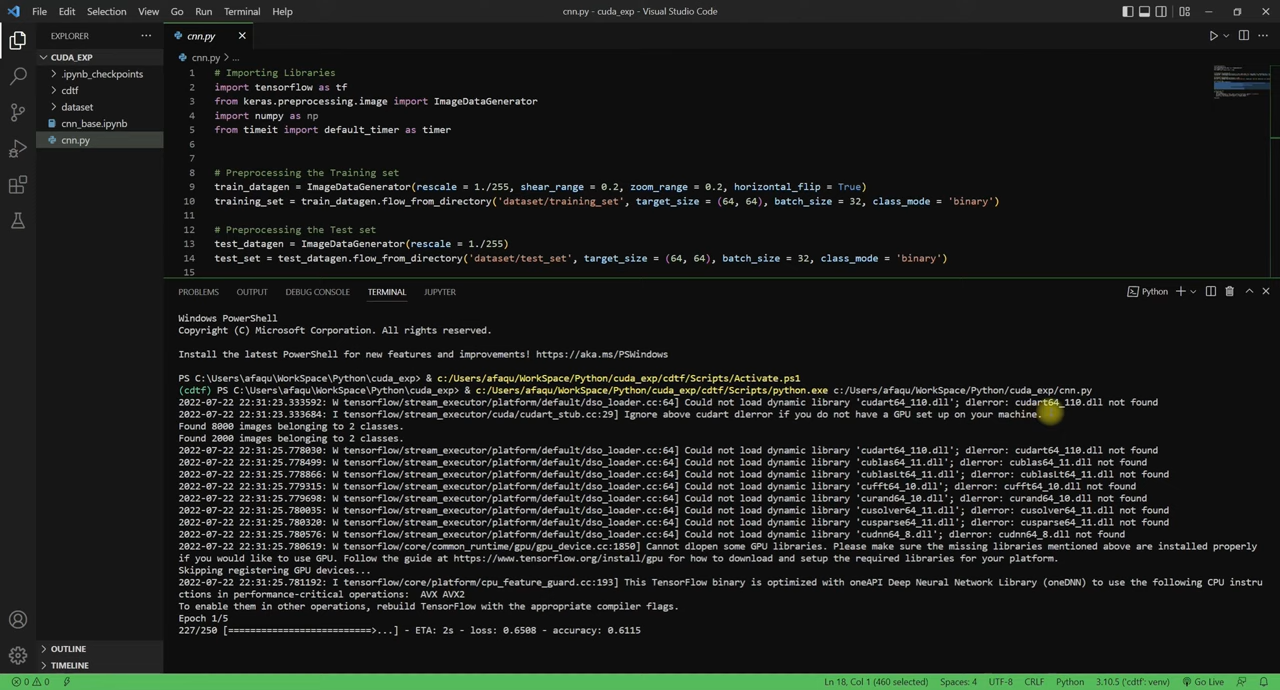 File Edit Selection View Go Run Terminal Help
cnn.py - cuda_exp - Visual Studio Code
EXPLORER
CUDA_EXP
.ipynb_checkpoints
cdtf
dataset
cnn_base.ipynb
cnn.py
OUTLINE
TIMELINE
cnn.py
cnn.py > ...
1 # Importing Libraries
2 import tensorflow as tf
3 from keras.preprocessing.image import ImageDataGenerator
4 import numpy as np
5 from timeit import default_timer as timer
6
7
8 # Preprocessing the Training set
9 train_datagen = ImageDataGenerator(rescale = 1./255, shear_range = 0.2, zoom_range = 0.2, horizontal_flip = True)
10 training_set = train_datagen.flow_from_directory('dataset/training_set', target_size = (64, 64), batch_size = 32, class_mode = 'binary')
11
12 # Preprocessing the Test set
13 test_datagen = ImageDataGenerator(rescale = 1./255)
14 test_set = test_datagen.flow_from_directory('dataset/test_set', target_size = (64, 64), batch_size = 32, class_mode = 'binary')
15
PROBLEMS OUTPUT DEBUG CONSOLE TERMINAL JUPYTER
Python
Windows PowerShell
Copyright (C) Microsoft Corporation. All rights reserved.
Install the latest PowerShell for new features and improvements! https://aka.ms/PSWindows
PS C:\Users\afaqu\WorkSpace\Python\cuda_exp> & c:/Users/afaqu/WorkSpace/Python/cuda_exp/cdtf/Scripts/Activate.ps1
(cdtf) PS C:\Users\afaqu\WorkSpace\Python\cuda_exp> & c:/Users/afaqu/WorkSpace/Python/cuda_exp/cdtf/Scripts/python.exe c:/Users/afaqu/WorkSpace/Python/cuda_exp/cnn.py
2022-07-22 22:31:23.333592: W tensorflow/stream_executor/platform/default/dso_loader.cc:64] Could not load dynamic library 'cudart64_110.dll'; dlerror: cudart64_110.dll not found
2022-07-22 22:31:23.333684: I tensorflow/stream_executor/cuda/cudart_stub.cc:29] Ignore above cudart dlerror if you do not have a GPU set up on your machine.
Found 8000 images belonging to 2 classes.
Found 2000 images belonging to 2 classes.
2022-07-22 22:31:25.778030: W tensorflow/stream_executor/platform/default/dso_loader.cc:64] Could not load dynamic library 'cudart64_110.dll'; dlerror: cudart64_110.dll not found
2022-07-22 22:31:25.778499: W tensorflow/stream_executor/platform/default/dso_loader.cc:64] Could not load dynamic library 'cublas64_11.dll'; dlerror: cublas64_11.dll not found
2022-07-22 22:31:25.778906: W tensorflow/stream_executor/platform/default/dso_loader.cc:64] Could not load dynamic library 'cublasLt64_11.dll'; dlerror: cublasLt64_11.dll not found
2022-07-22 22:31:25.779315: W tensorflow/stream_executor/platform/default/dso_loader.cc:64] Could not load dynamic library 'cufft64_10.dll'; dlerror: cufft64_10.dll not found
2022-07-22 22:31:25.779698: W tensorflow/stream_executor/platform/default/dso_loader.cc:64] Could not load dynamic library 'curand64_10.dll'; dlerror: curand64_10.dll not found
2022-07-22 22:31:25.780035: W tensorflow/stream_executor/platform/default/dso_loader.cc:64] Could not load dynamic library 'cusolver64_11.dll'; dlerror: cusolver64_11.dll not found
2022-07-22 22:31:25.780320: W tensorflow/stream_executor/platform/default/dso_loader.cc:64] Could not load dynamic library 'cusparse64_11.dll'; dlerror: cusparse64_11.dll not found
2022-07-22 22:31:25.780576: W tensorflow/stream_executor/platform/default/dso_loader.cc:64] Could not load dynamic library 'cudnn64_8.dll'; dlerror: cudnn64_8.dll not found
2022-07-22 22:31:25.780619: W tensorflow/core/common_runtime/gpu/gpu_device.cc:1850] Cannot dlopen some GPU libraries. Please make sure the missing libraries mentioned above are installed properly
if you would like to use GPU. Follow the guide at https://www.tensorflow.org/install/gpu for how to download and setup the required libraries for your platform.
Skipping registering GPU devices...
2022-07-22 22:31:25.781192: I tensorflow/core/platform/cpu_feature_guard.cc:193] This TensorFlow binary is optimized with oneAPI Deep Neural Network Library (oneDNN) to use the following CPU instru
ctions in performance-critical operations:  AVX AVX2
To enable them in other operations, rebuild TensorFlow with the appropriate compiler flags.
Epoch 1/5
227/250 [==========================>...] - ETA: 2s - loss: 0.6508 - accuracy: 0.6115
0 0 Ln 18, Col 1 (460 selected) Spaces: 4 UTF-8 CRLF Python 3.10.5 ('cdtf': venv) Go Live